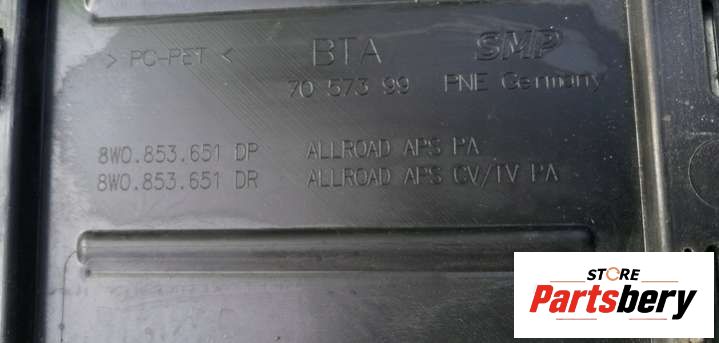 > PC-PET < BTA SMP
70 573 99 PNE Germany
8W0.853.651 DP ALLROAD APS PA
8W0.853.651 DR ALLROAD APS CV/TV PA
STORE
Partsbery